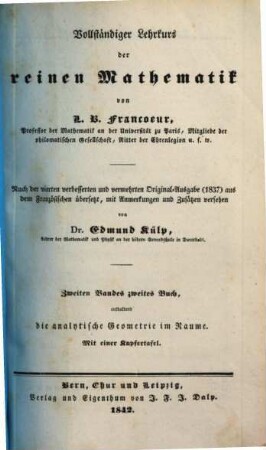 Vollständiger Lehrkurs
der
reinen Mathematik
von
L. B. Francoeur,
Professor der Mathematik an der Universität zu Paris, Mitgliede der
philomatischen Gesellschaft, Ritter der Ehrenlegion u. s. w.
Nach der vierten verbesserten und vermehrten Original-Ausgabe (1837) aus
dem Französischen übersetzt, mit Anmerkungen und Zusätzen versehen
von
Dr. Edmund Külp,
Lehrer der Mathematik und Physik an der höhern Gewerbschule in Darmstadt.
Zweiten Bandes zweites Buch,
enthaltend
die analytische Geometrie im Raume.
Mit einer Kupfertafel.
Bern, Chur und Leipzig,
Verlag und Eigenthum von J. F. J. Dalp.
1842.